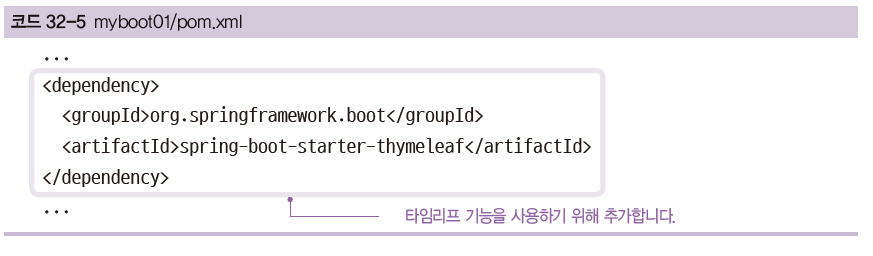 코드 32-5 myboot01/pom.xml
...
<dependency>
<groupId>org.springframework.boot</groupId>
<artifactId>spring-boot-starter-thymeleaf</artifactId>
</dependency>
...
타임리프 기능을 사용하기 위해 추가합니다.